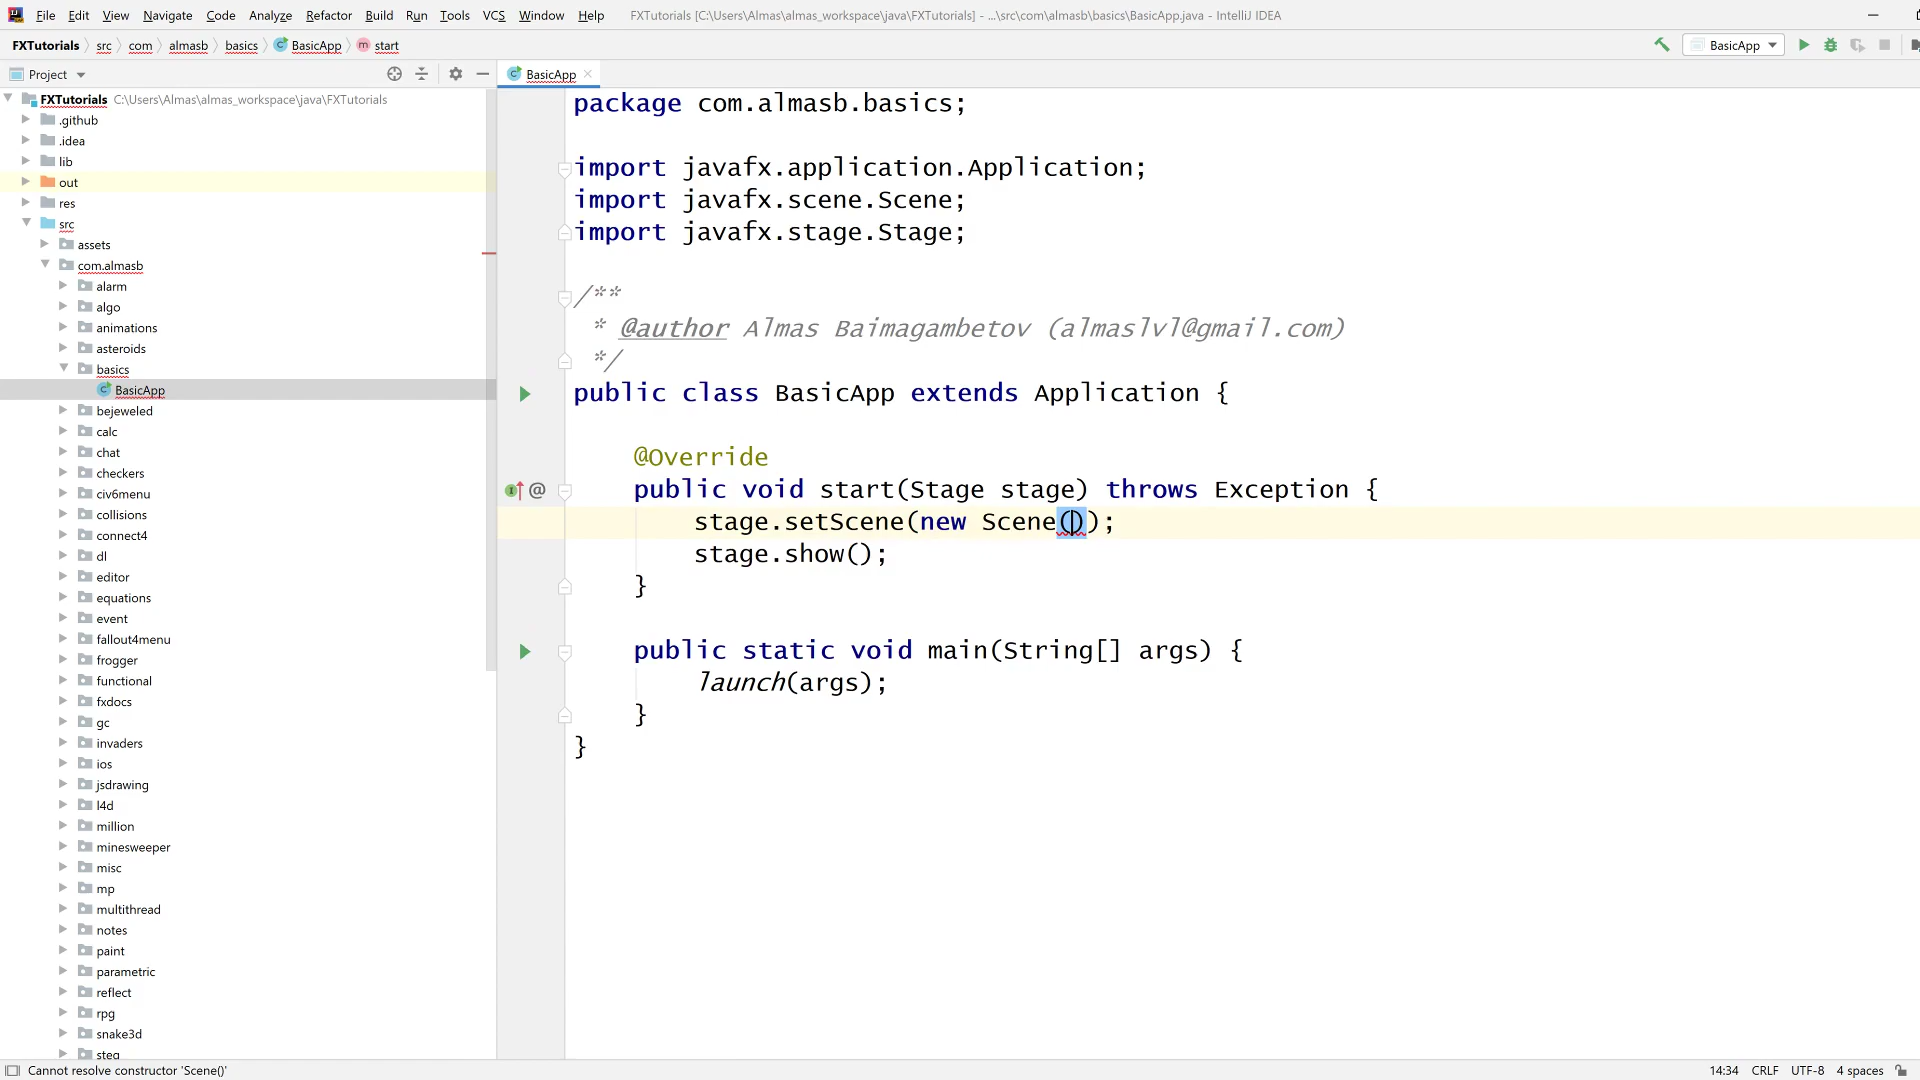 File Edit View Navigate Code Analyze Refactor Build Run Tools VCS Window Help FXTutorials [C:\Users\Almas\almas_workspace\java\FXTutorials] - ...\src\com\almasb\basics\BasicApp.java - IntelliJ IDEA
FXTutorials src com almasb basics BasicApp start BasicApp
Project
BasicApp
FXTutorials C:\Users\Almas\almas_workspace\java\FXTutorials
.github
.idea
lib
out
res
src
assets
com.almasb
alarm
algo
animations
asteroids
basics
BasicApp
bejeweled
calc
chat
checkers
civ6menu
collisions
connect4
dl
editor
equations
event
fallout4menu
frogger
functional
fxdocs
gc
invaders
ios
jsdrawing
l4d
million
minesweeper
misc
mp
multithread
notes
paint
parametric
reflect
rpg
snake3d
steg
package com.almasb.basics;
import javafx.application.Application;
import javafx.scene.Scene;
import javafx.stage.Stage;
/**
* @author Almas Baimagambetov (almaslvl@gmail.com)
*/
public class BasicApp extends Application {
@Override
public void start(Stage stage) throws Exception {
stage.setScene(new Scene());
stage.show();
}
public static void main(String[] args) {
launch(args);
}
}
Cannot resolve constructor 'Scene()' 14:34 CRLF UTF-8 4 spaces